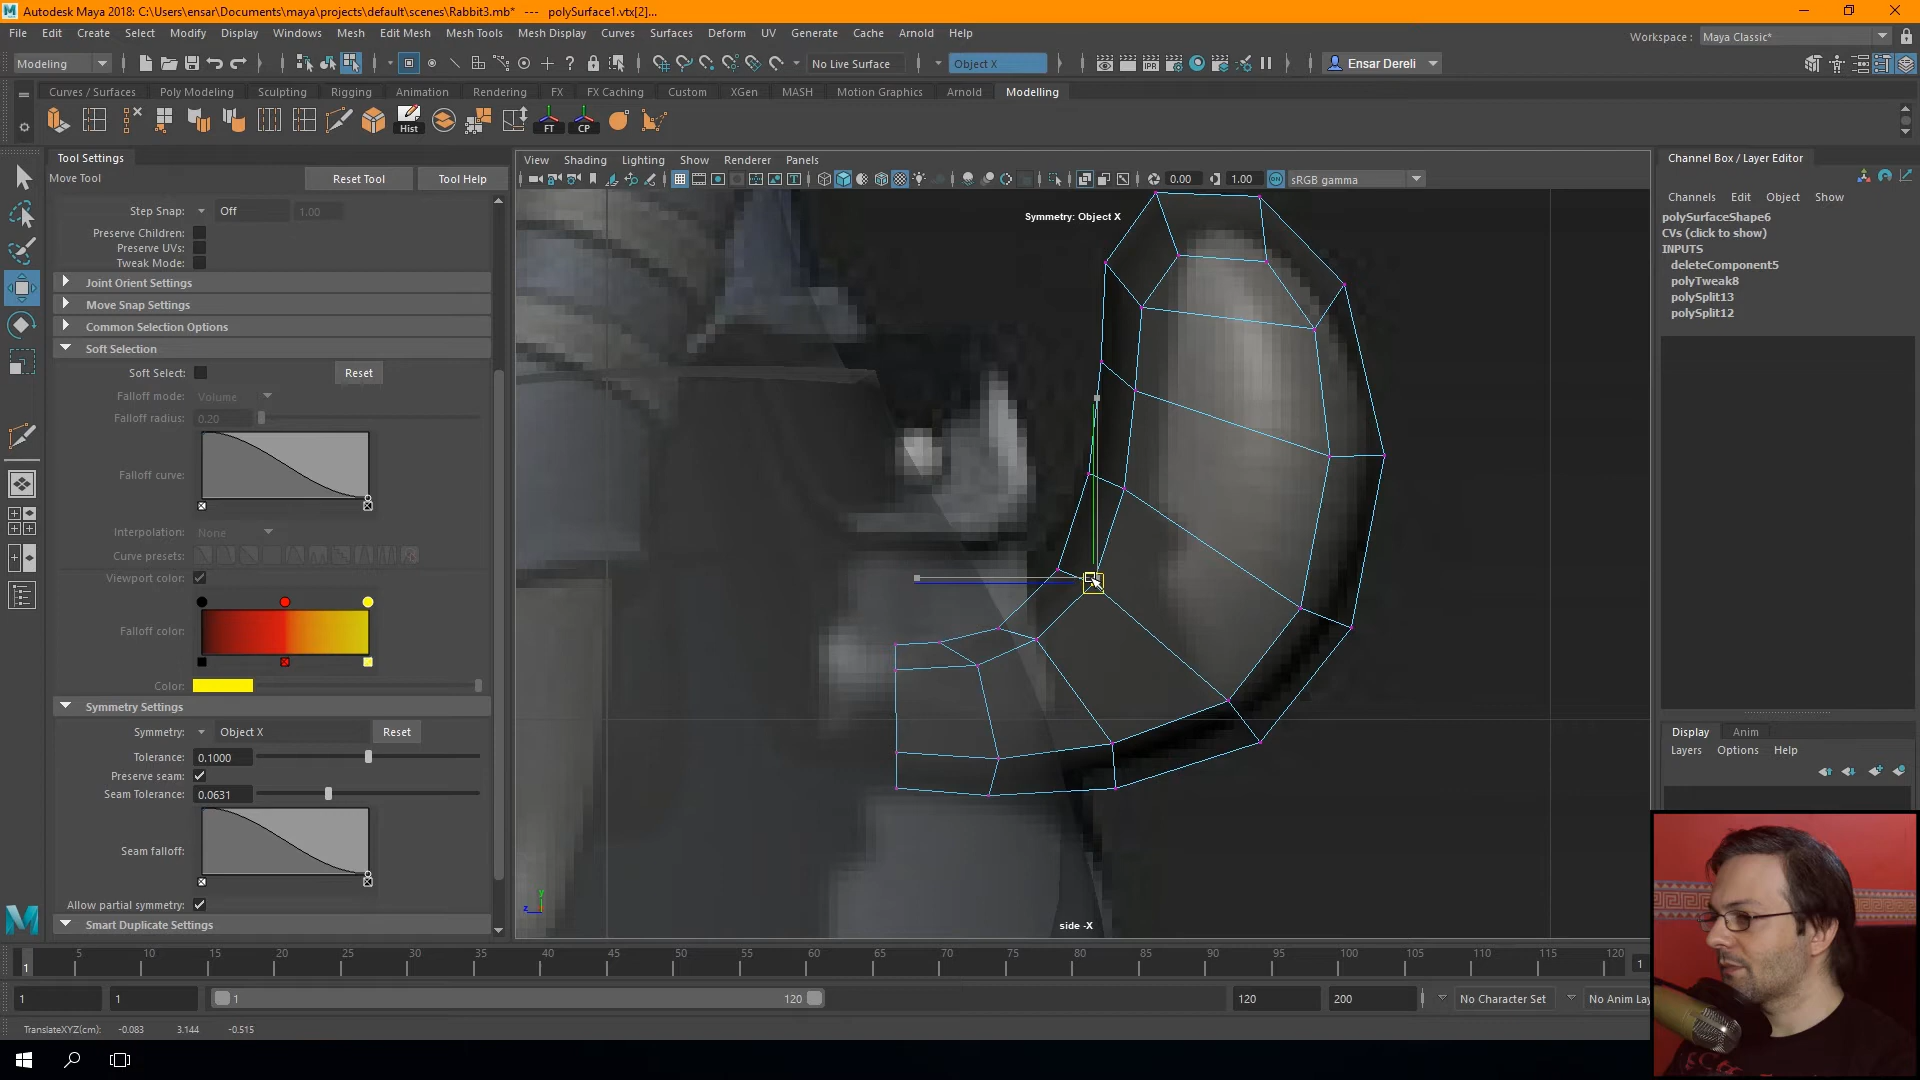 Autodesk Maya 2018: C:\Users\ensar\Documents\maya\projects\default\scenes\Rabbit3.mb* --- polySurface1.vtx[2]...
File Edit Create Select Modify Display Windows Mesh Edit Mesh Mesh Tools Mesh Display Curves Surfaces Deform UV Generate Cache Arnold Help
Workspace : Maya Classic*
Modeling No Live Surface Object X Ensar Dereli
Curves / Surfaces Poly Modeling Sculpting Rigging Animation Rendering FX FX Caching Custom XGen MASH Motion Graphics Arnold Modelling
Hist FT CP
Tool Settings
Move Tool Reset Tool Tool Help
Step Snap: Off 1.00
Preserve Children:
Preserve UVs:
Tweak Mode:
Joint Orient Settings
Move Snap Settings
Common Selection Options
Soft Selection
Soft Select: Reset
Falloff mode: Volume
Falloff radius: 0.20
Falloff curve:
Interpolation: None
Curve presets:
Viewport color:
Falloff color:
Color:
Symmetry Settings
Symmetry: Object X Reset
Tolerance: 0.1000
Preserve seam:
Seam Tolerance: 0.0631
Seam falloff:
Allow partial symmetry:
Smart Duplicate Settings
View Shading Lighting Show Renderer Panels
0.00 1.00 sRGB gamma
Symmetry: Object X
y
z
side -X
Channel Box / Layer Editor
Channels Edit Object Show
polySurfaceShape6
CVs (click to show)
INPUTS
deleteComponent5
polyTweak8
polySplit13
polySplit12
Display Anim
Layers Options Help
5 10 15 20 25 30 35 40 45 50 55 60 65 70 75 80 85 90 95 100 105 110 115 120
1 1
1 1 1 120 120 200 No Character Set No Anim Lay
TranslateXYZ(cm): -0.083 3.144 -0.515